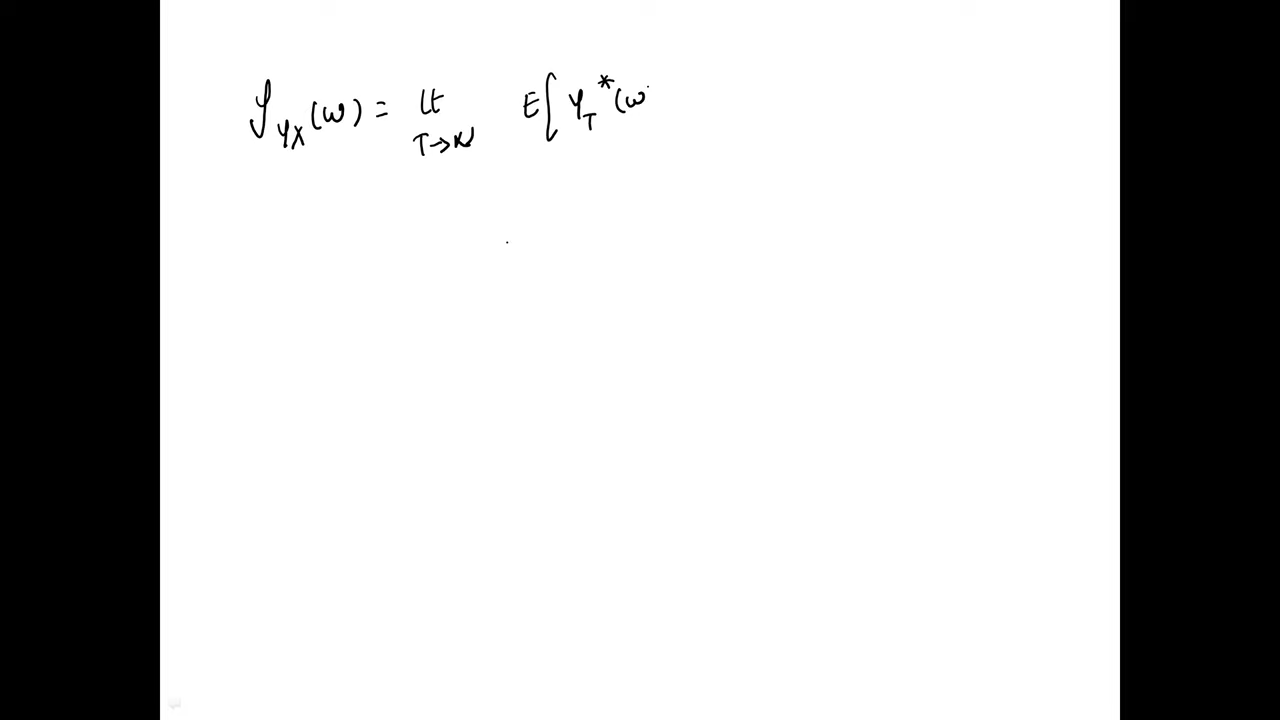 S_YX(ω) = Lt E[ Y_T^*(ω
T→∞